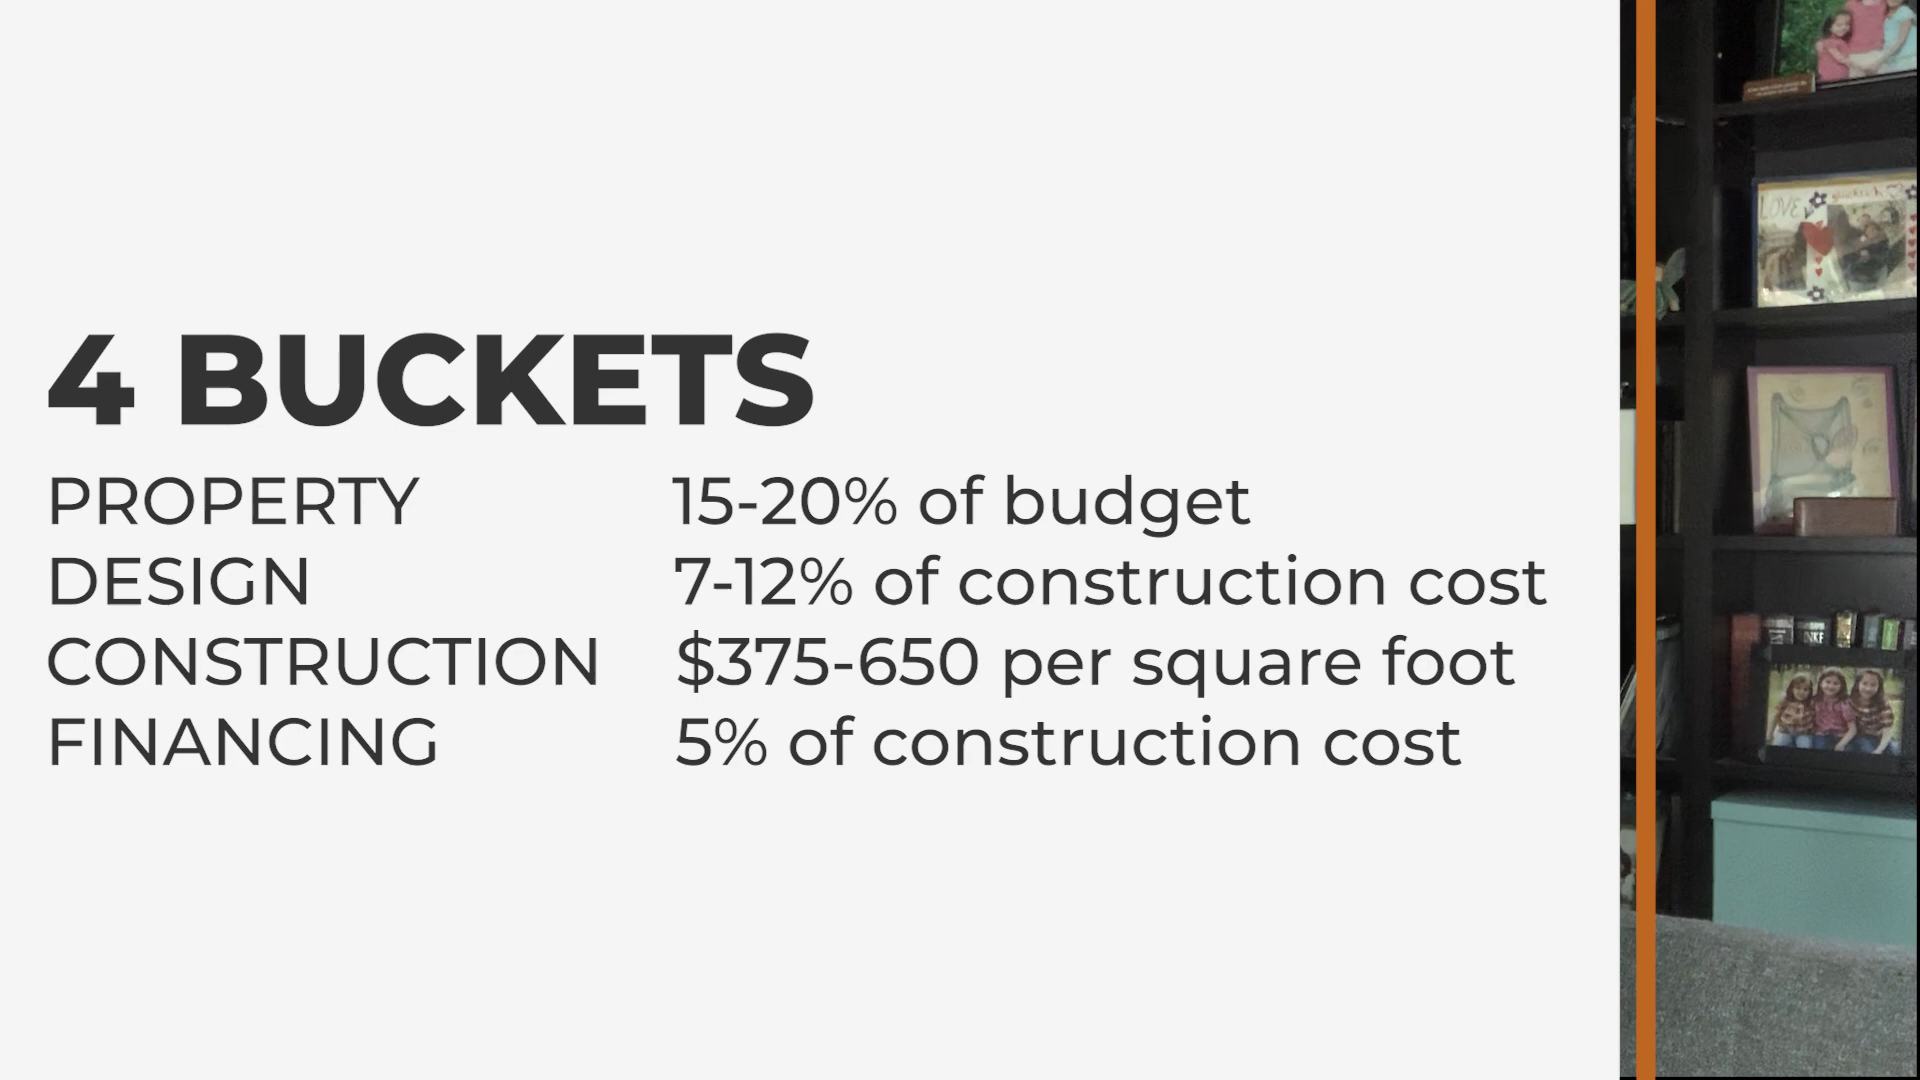 4 BUCKETS
PROPERTY 15-20% of budget
DESIGN 7-12% of construction cost
CONSTRUCTION $375-650 per square foot
FINANCING 5% of construction cost
LOVE